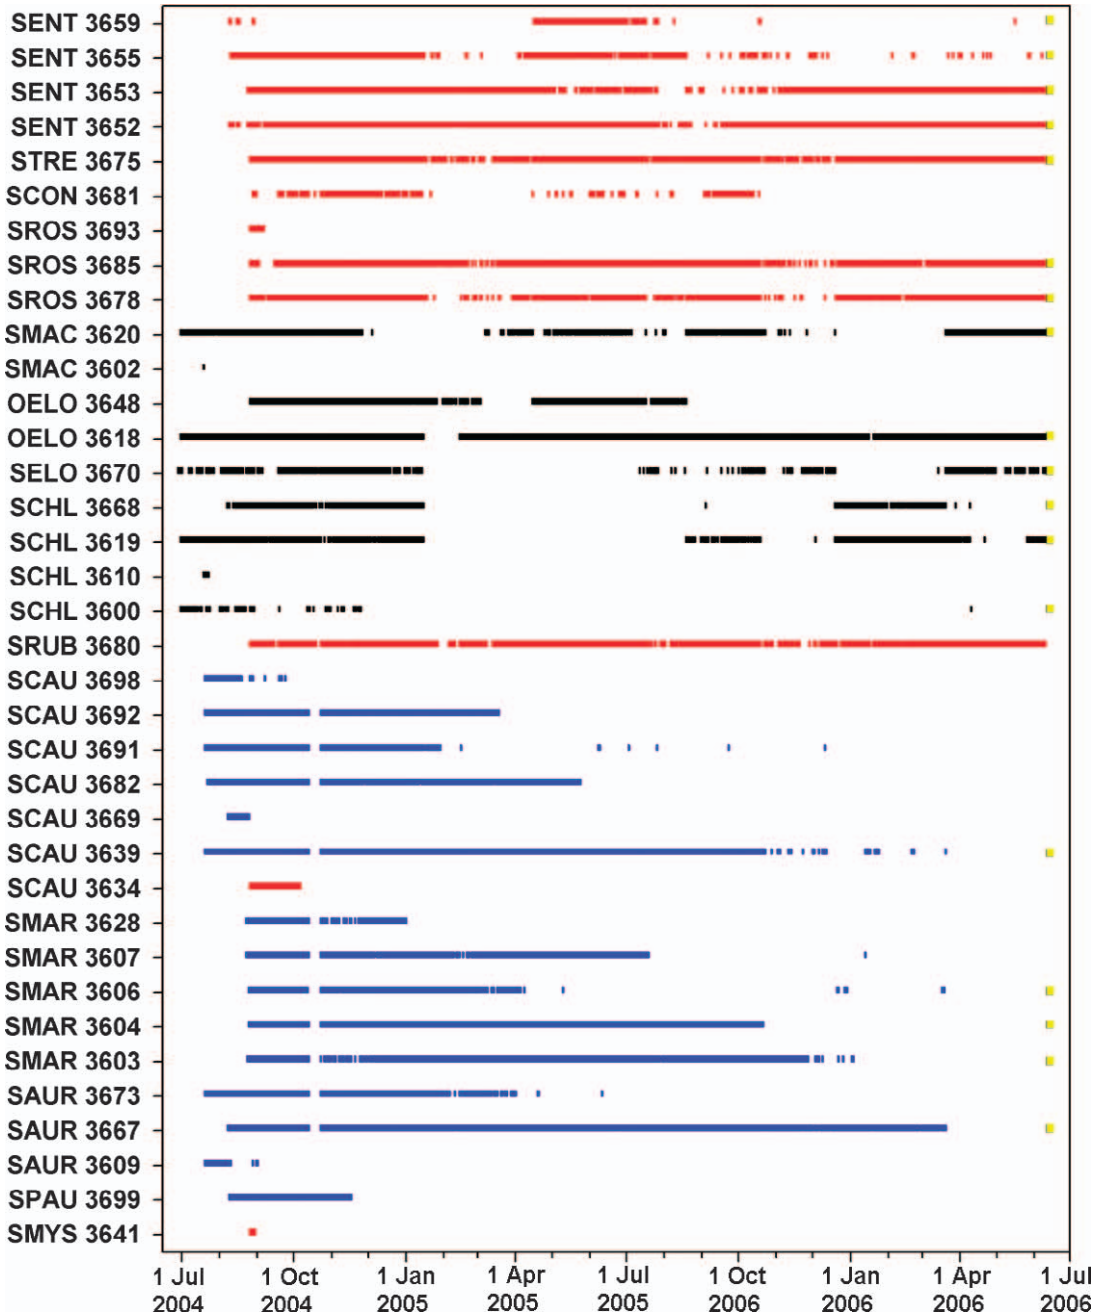 SENT 3659
SENT 3655
SENT 3653
SENT 3652
STRE 3675
SCON 3681
SROS 3693
SROS 3685
SROS 3678
SMAC 3620
SMAC 3602
OELO 3648
OELO 3618
SELO 3670
SCHL 3668
SCHL 3619
SCHL 3610
SCHL 3600
SRUB 3680
SCAU 3698
SCAU 3692
SCAU 3691
SCAU 3682
SCAU 3669
SCAU 3639
SCAU 3634
SMAR 3628
SMAR 3607
SMAR 3606
SMAR 3604
SMAR 3603
SAUR 3673
SAUR 3667
SAUR 3609
SPAU 3699
SMYS 3641
1 Jul 1 Oct 1 Jan 1 Apr 1 Jul 1 Oct 1 Jan 1 Apr 1 Jul
2004 2004 2005 2005 2005 2006 2006 2006 2006